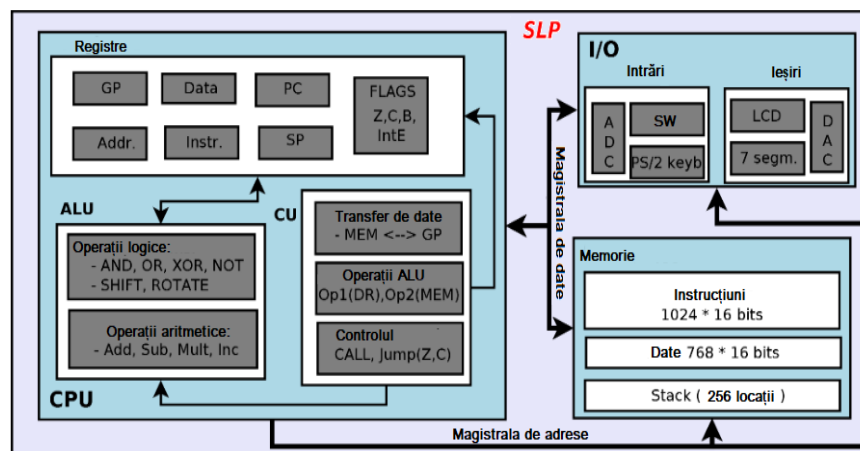 SLP
Registre
GP
Data
PC
FLAGS
Z,C,B,
IntE
Addr.
Instr.
SP
ALU
Operații logice:
- AND, OR, XOR, NOT
- SHIFT, ROTATE
Operații aritmetice:
- Add, Sub, Mult, Inc
CU
Transfer de date
- MEM <--> GP
Operații ALU
Op1(DR),Op2(MEM)
Controlul
CALL, Jump(Z,C)
CPU
Magistrala de date
I/O
Intrări
Ieșiri
A
D
C
SW
PS/2 keyb
LCD
7 segm.
D
A
C
Memorie
Instrucțiuni
1024 * 16 bits
Date 768 * 16 bits
Stack ( 256 locații )
Magistrala de adrese